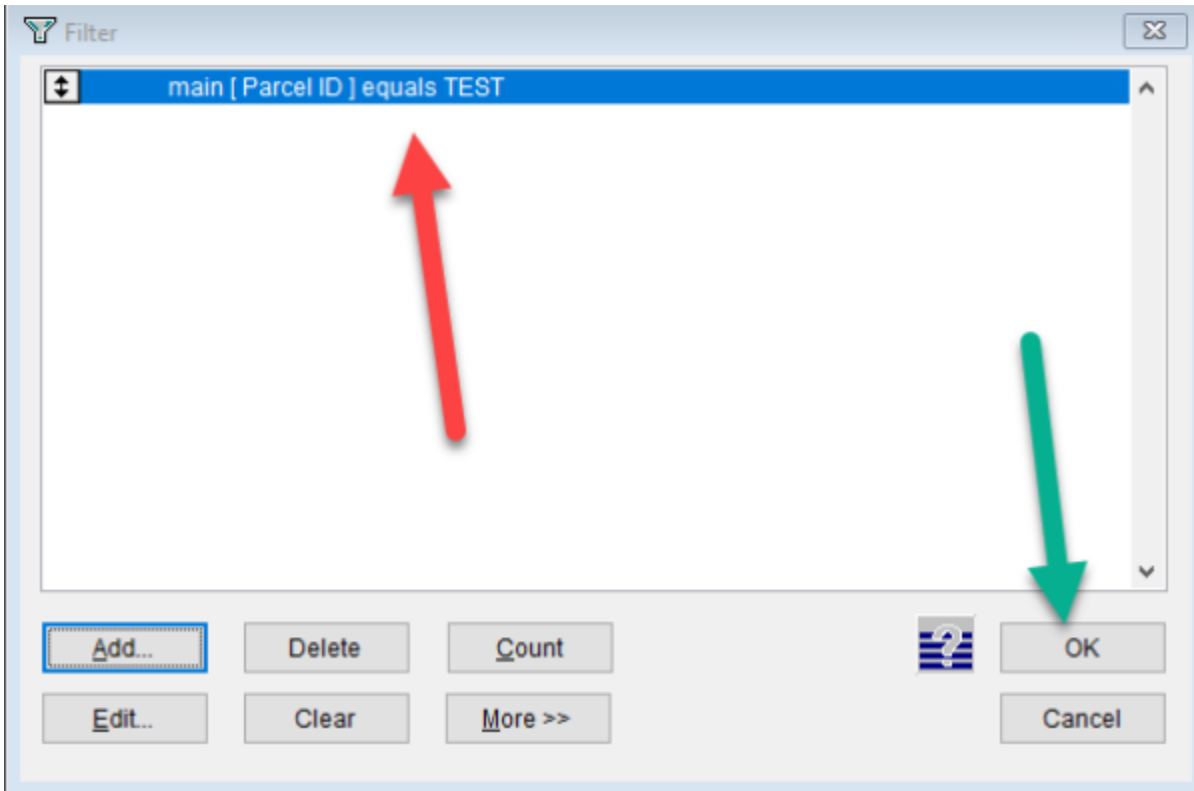 Filter
main [ Parcel ID ] equals TEST
Add... Delete Count ? OK
Edit... Clear More >> Cancel